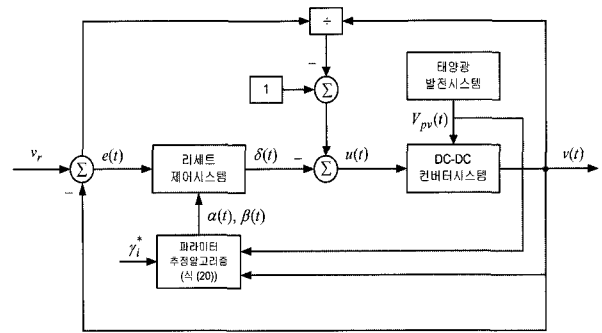 ÷
−
1
Σ
태양광
발전시스템
V_{pv}(t)
v_r
Σ
−
e(t)
리세트
제어시스템
δ(t)
−
Σ
u(t)
DC-DC
컨버터시스템
v(t)
α(t), β(t)
γ_i^*
파라미터
추정알고리즘
(식 (20))